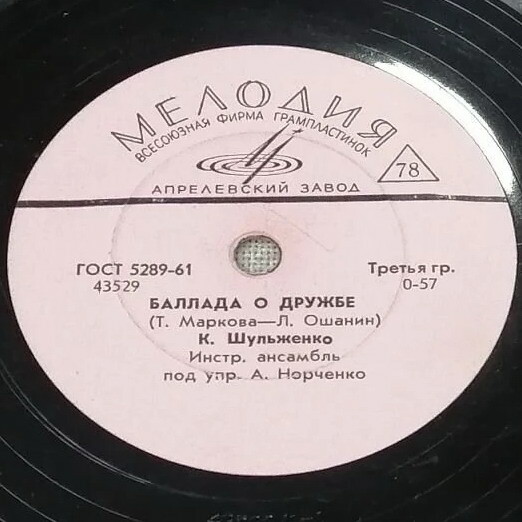 МЕЛОДИЯ
ВСЕСОЮЗНАЯ ФИРМА ГРАМПЛАСТИНОК
78
АПРЕЛЕВСКИЙ ЗАВОД
ГОСТ 5289-61
Третья гр.
43529
0-57
БАЛЛАДА О ДРУЖБЕ
(Т. Маркова—Л. Ошанин)
К. Шульженко
Инстр. ансамбль
под упр. А. Норченко